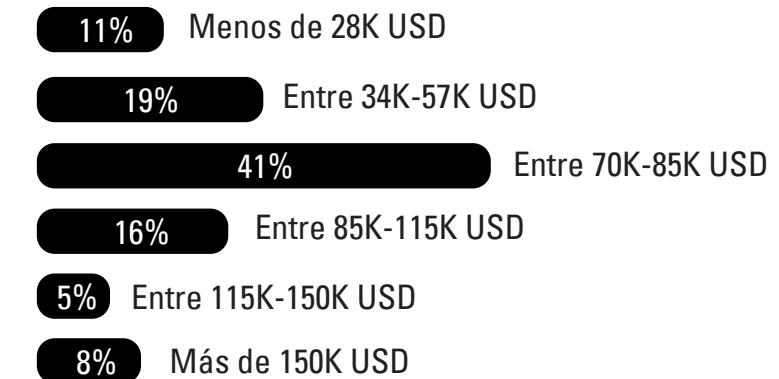 11% Menos de 28K USD
19% Entre 34K-57K USD
41% Entre 70K-85K USD
16% Entre 85K-115K USD
5% Entre 115K-150K USD
8% Más de 150K USD